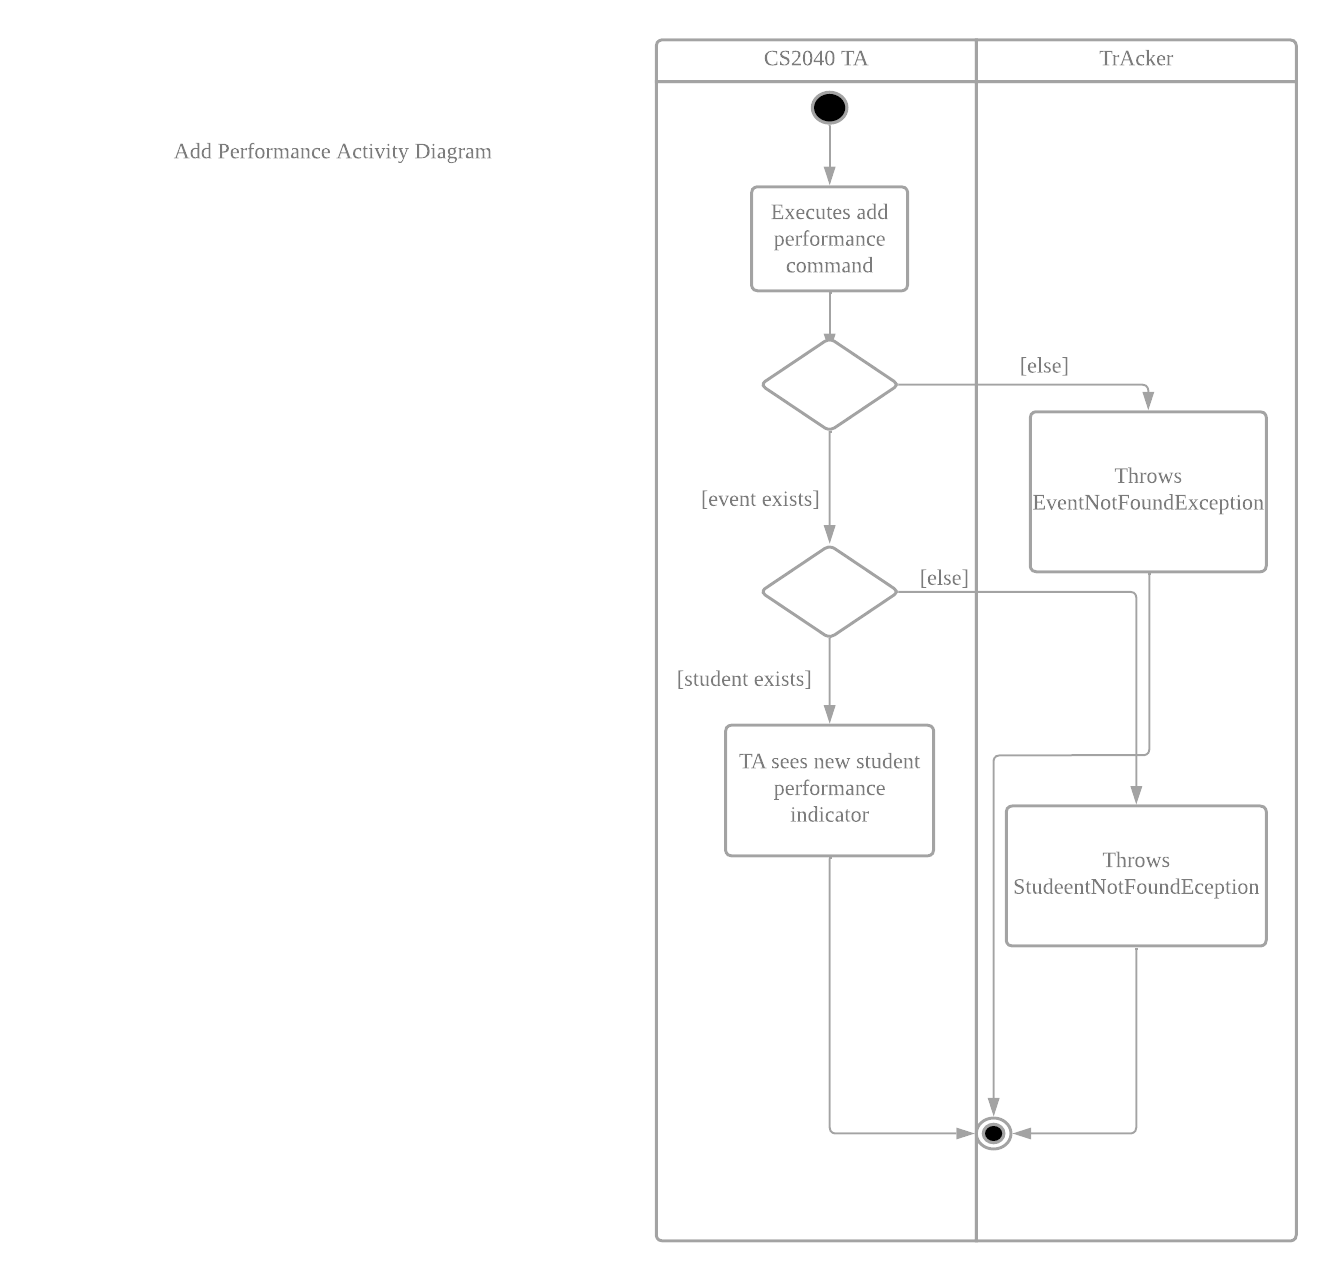 CS2040 TA
TrAcker
Add Performance Activity Diagram
Executes add
performance
command
[else]
Throws
EventNotFoundException
[event exists]
[else]
[student exists]
TA sees new student
performance
indicator
Throws
StudeentNotFoundEception